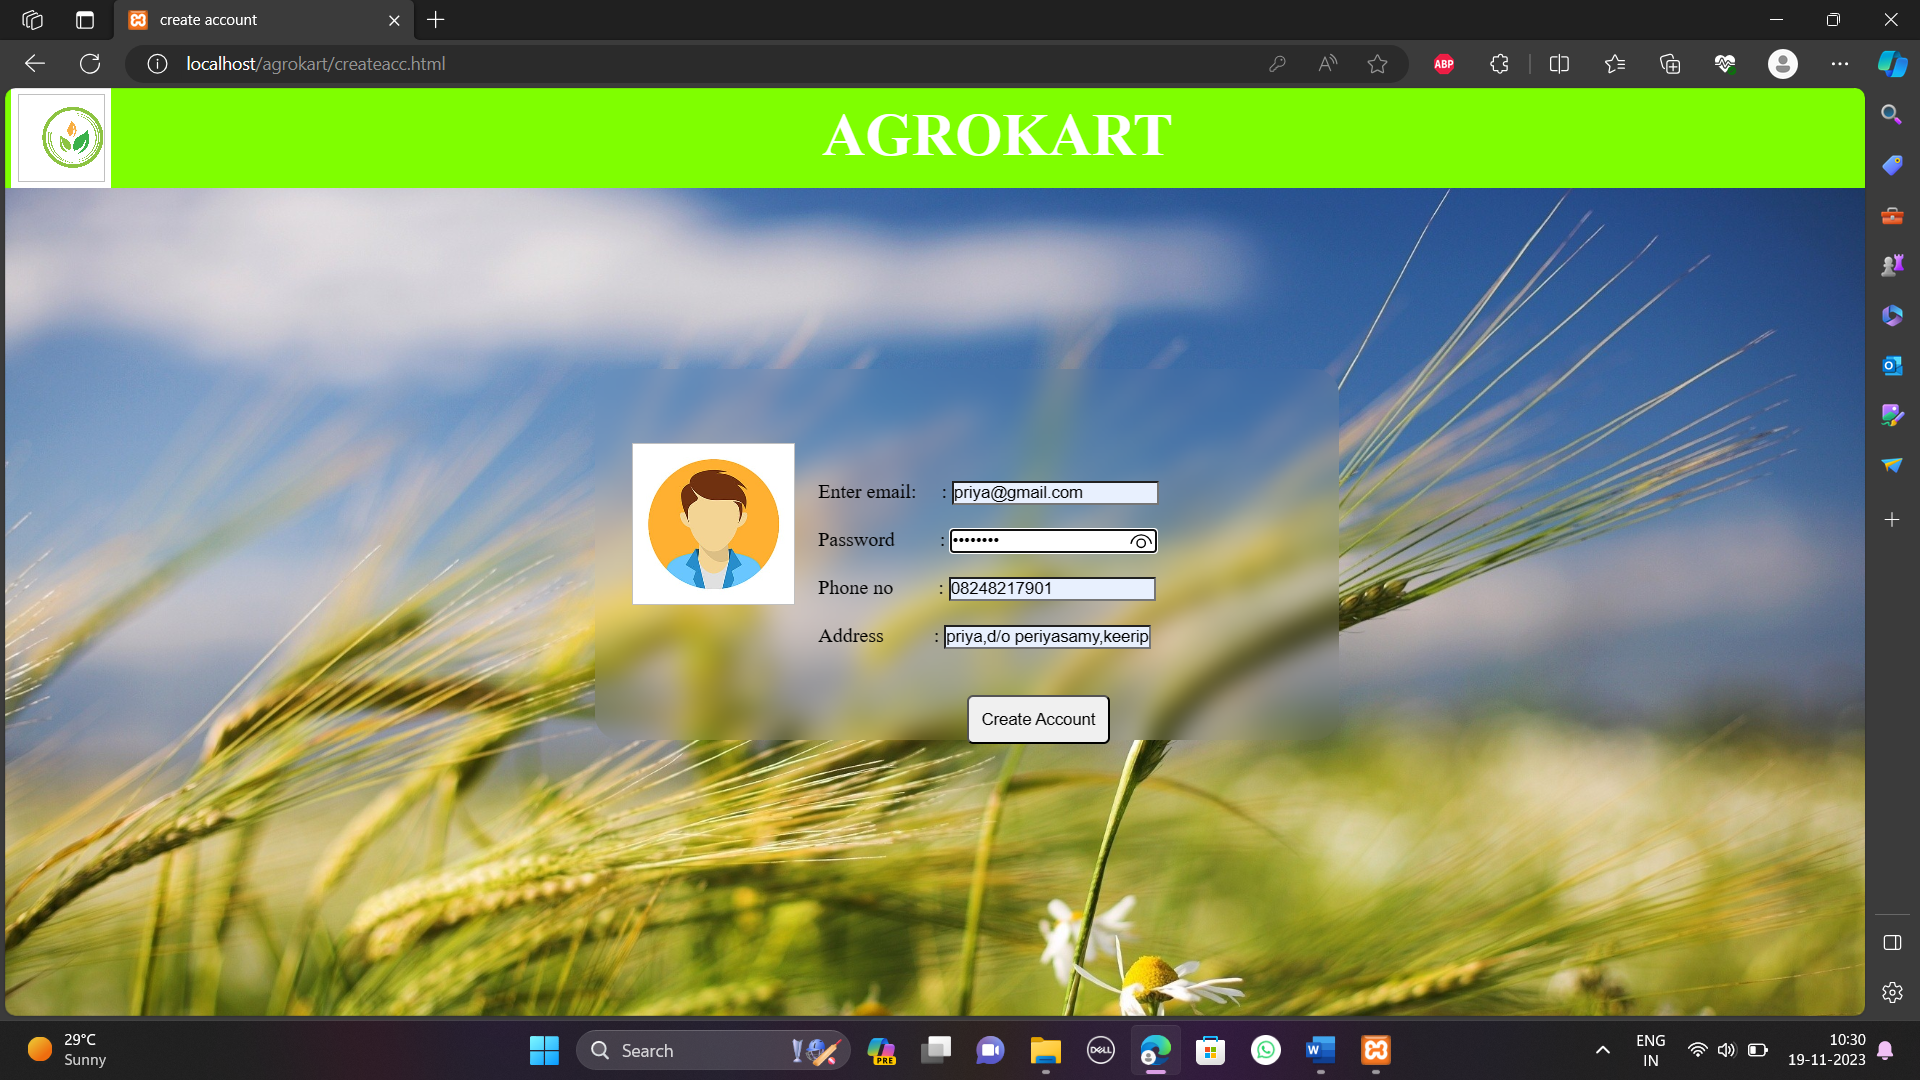 create account
localhost/agrokart/createacc.html
ABP
AGROKART
Enter email: : priya@gmail.com
Password : ••••••••
Phone no : 08248217901
Address : priya,d/o periyasamy,keerip
Create Account
29°C
Sunny
Search
PRE
DELL
W
ENG
IN
10:30
19-11-2023